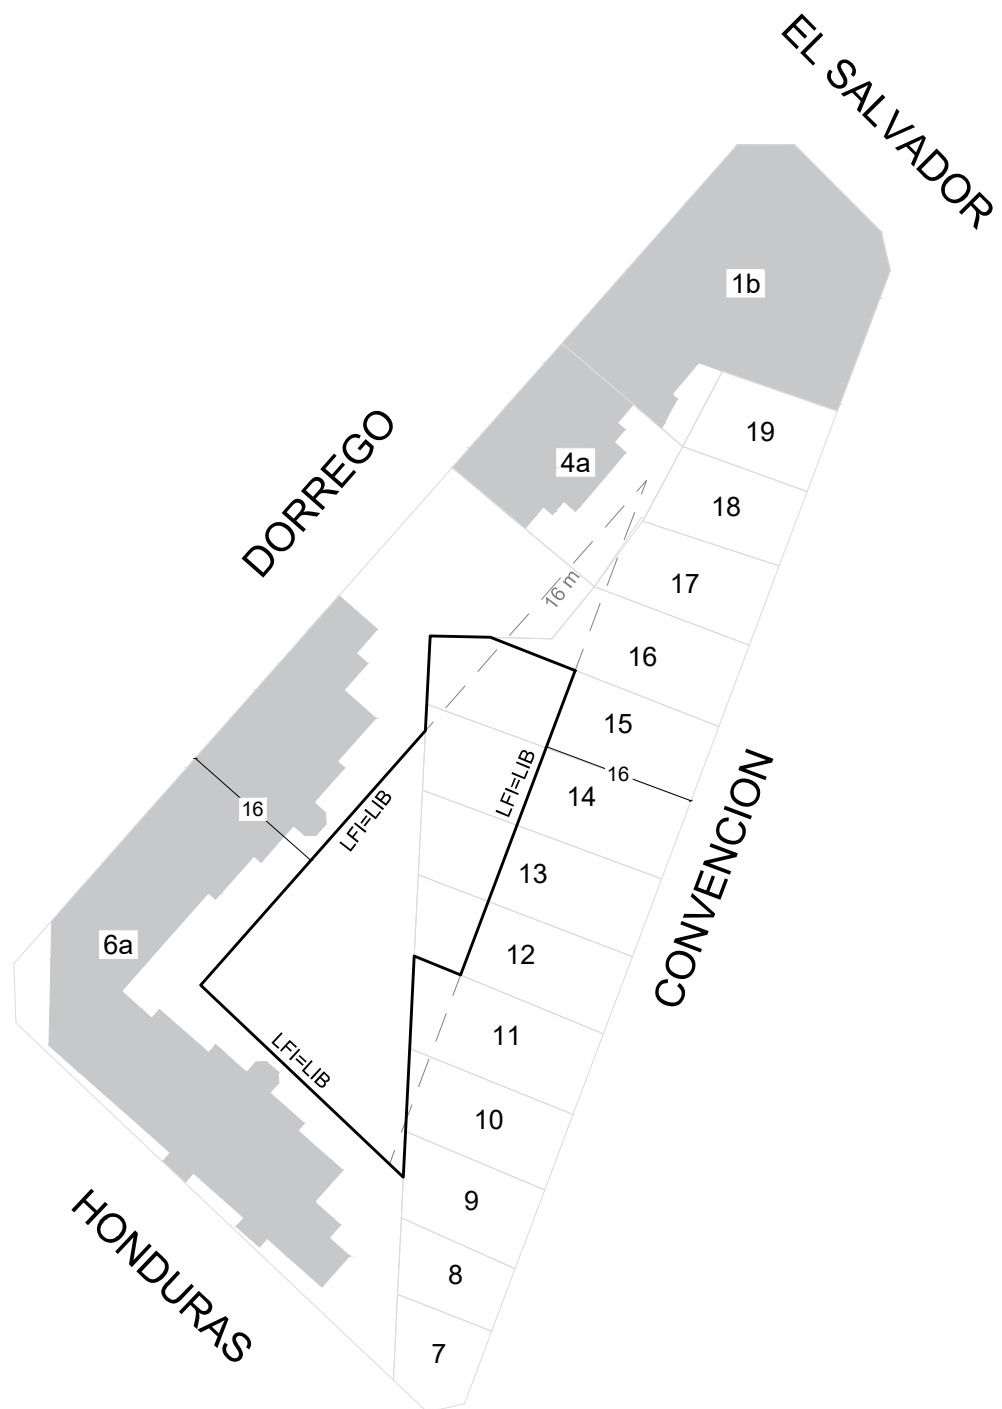 EL SALVADOR
1b
19
DORREGO
4a
18
17
16 m
16
15
LFI=LIB
16
14
16
LFI=LIB
CONVENCION
13
6a
12
11
LFI=LIB
10
9
HONDURAS
8
7